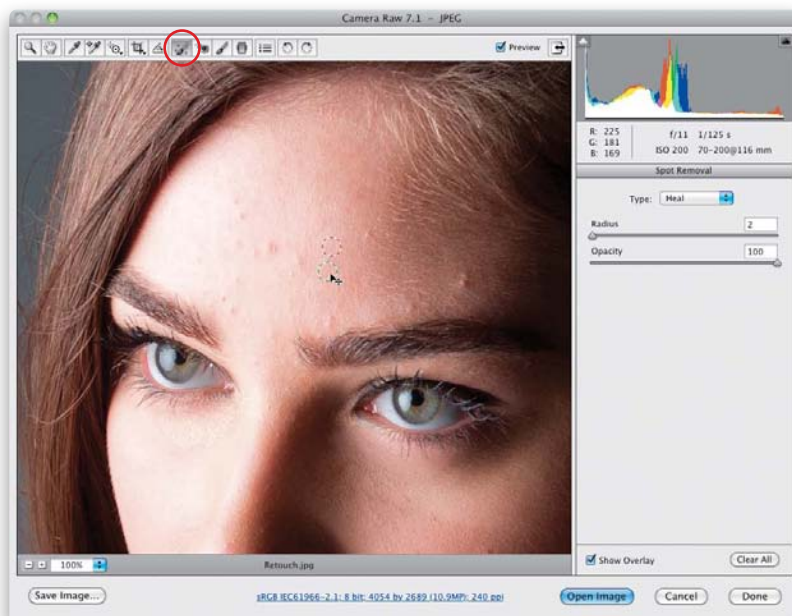 Camera Raw 7.1 – JPEG
Preview
R: 225
G: 181
B: 169
f/11 1/125 s
ISO 200 70–200@116 mm
Spot Removal
Type: Heal
Radius 2
Opacity 100
100%
Retouch.jpg
Show Overlay
Clear All
Save Image...
sRGB IEC61966-2.1; 8 bit; 4054 by 2689 (10.9MP); 240 ppi
Open Image
Cancel
Done